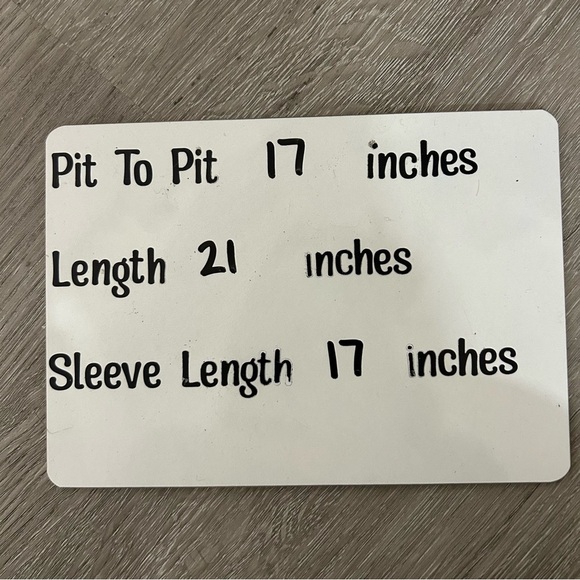 Pit To Pit 17 inches
Length 21 inches
Sleeve Length 17 inches